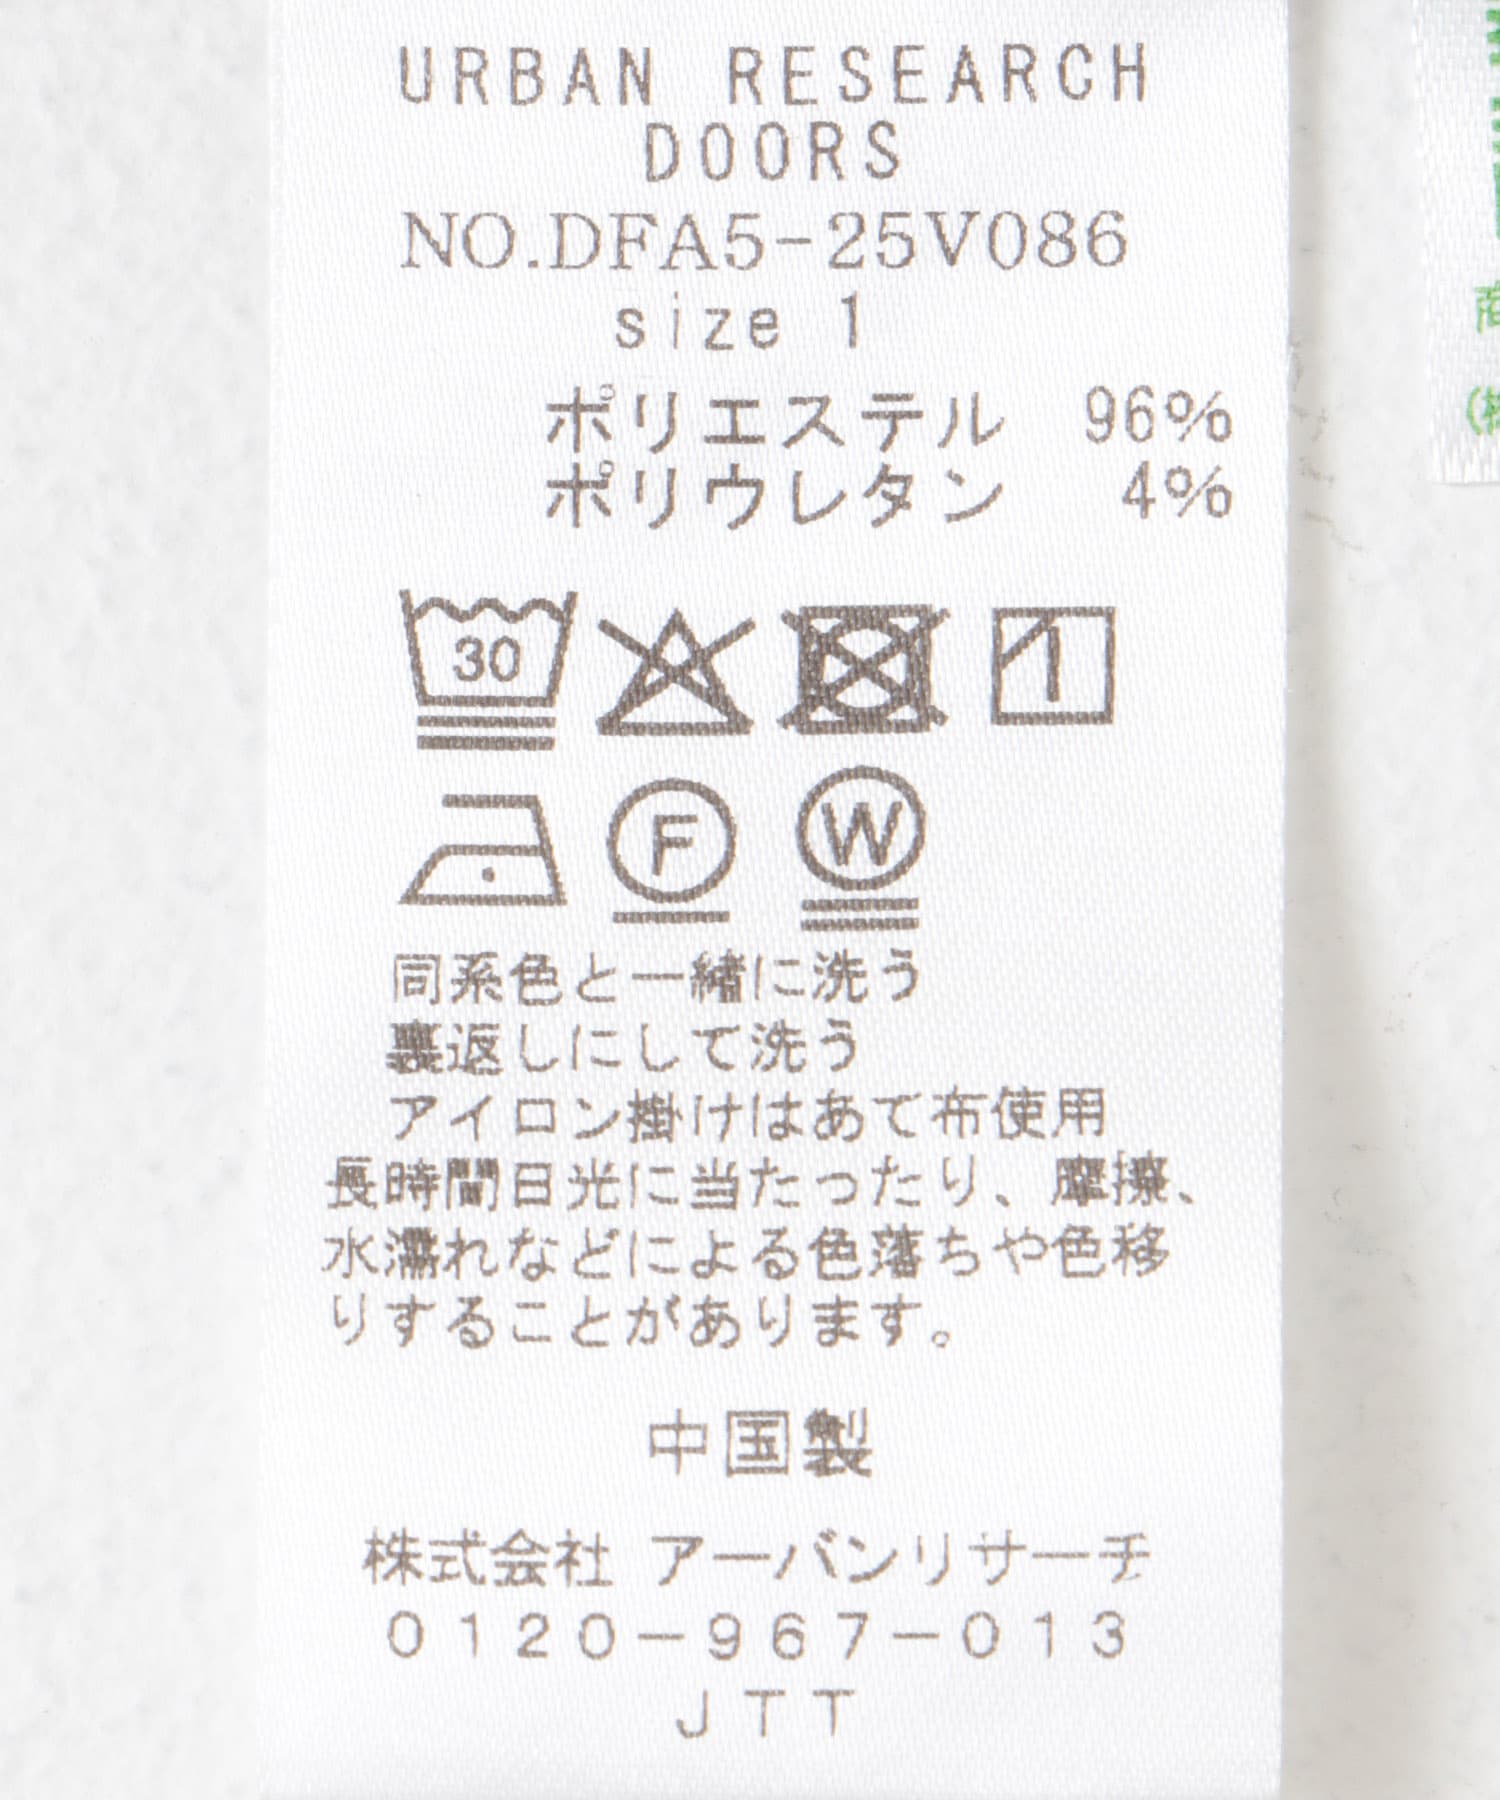 URBAN RESEARCH
DOORS
NO.DFA5-25V086
size 1
ポリエステル 96%
ポリウレタン 4%
30
F
W
同系色と一緒に洗う
裏返しにして洗う
アイロン掛けはあて布使用
長時間日光に当たったり、摩擦、
水濡れなどによる色落ちや色移
りすることがあります。
中国製
株式会社 アーバンリサーチ
0120-967-013
JTT
商
(株